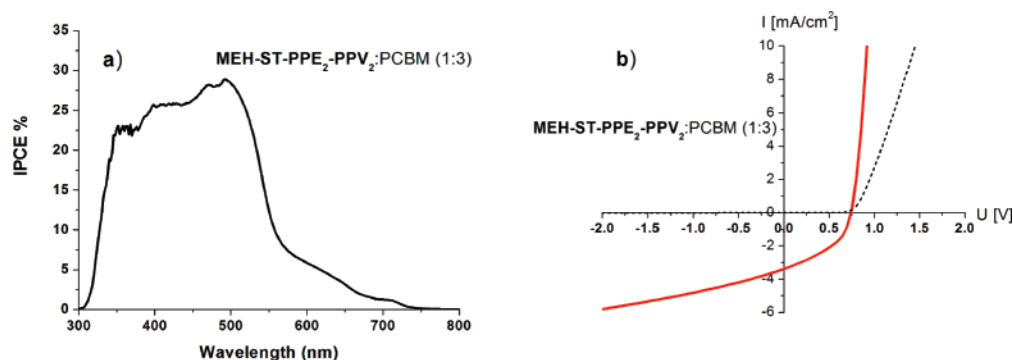 a)
MEH-ST-PPE₂-PPV₂:PCBM (1:3)
IPCE %
35
30
25
20
15
10
5
0
300 400 500 600 700 800
Wavelength (nm)
I [mA/cm²]
b)
MEH-ST-PPE₂-PPV₂:PCBM (1:3)
10
8
6
4
2
0
-2
-4
-6
-2.0 -1.5 -1.0 -0.5 0.0 0.5 1.0 1.5 2.0
U [V]